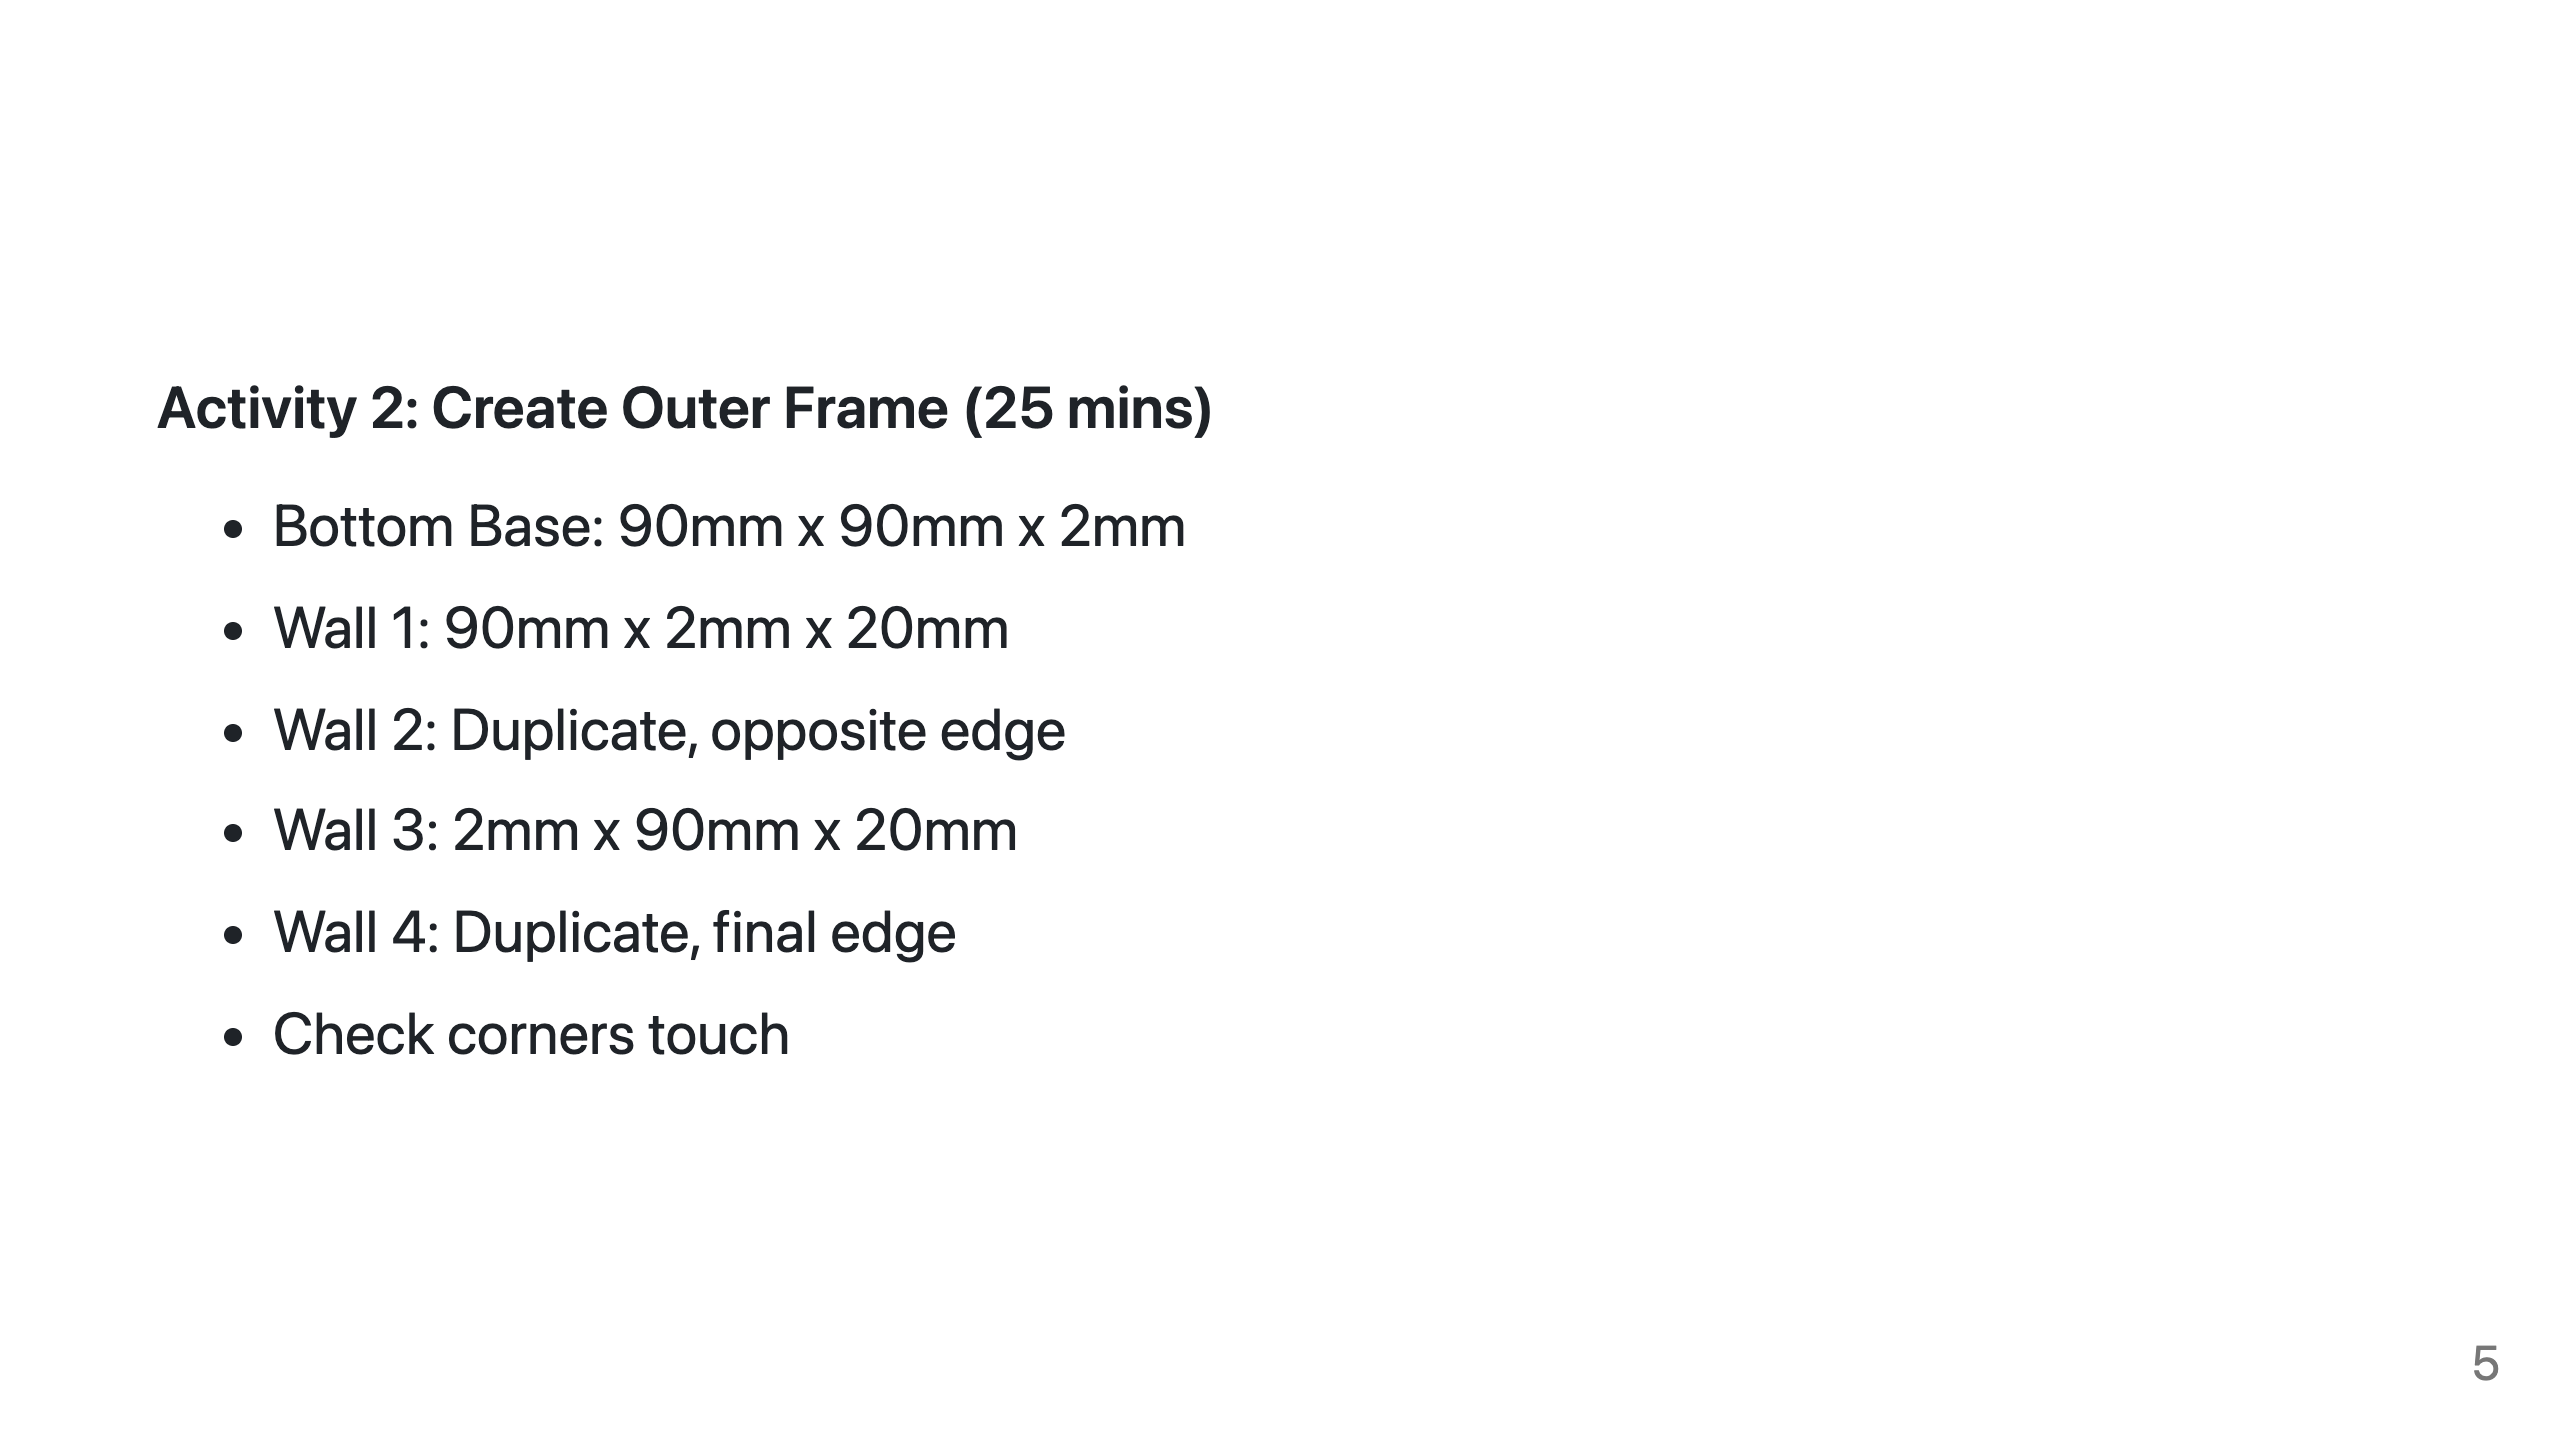 Activity 2: Create Outer Frame (25 mins)
• Bottom Base: 90mm x 90mm x 2mm
• Wall 1: 90mm x 2mm x 20mm
• Wall 2: Duplicate, opposite edge
• Wall 3: 2mm x 90mm x 20mm
• Wall 4: Duplicate, final edge
• Check corners touch
5